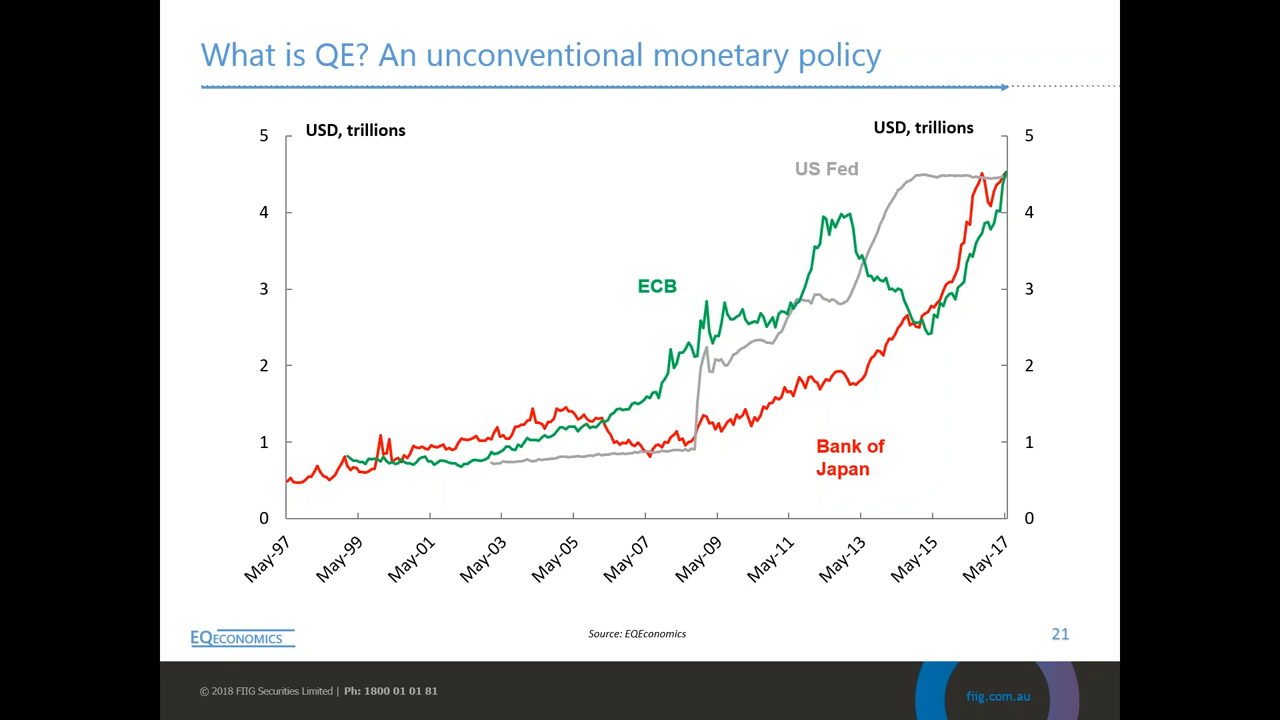 What is QE? An unconventional monetary policy
USD, trillions
USD, trillions
5
4
3
2
1
0
5
4
3
2
1
0
US Fed
ECB
Bank of
Japan
May-97
May-99
May-01
May-03
May-05
May-07
May-09
May-11
May-13
May-15
May-17
EQECONOMICS
Source: EQEconomics
21
© 2018 FIIG Securities Limited | Ph: 1800 01 01 81
fiig.com.au